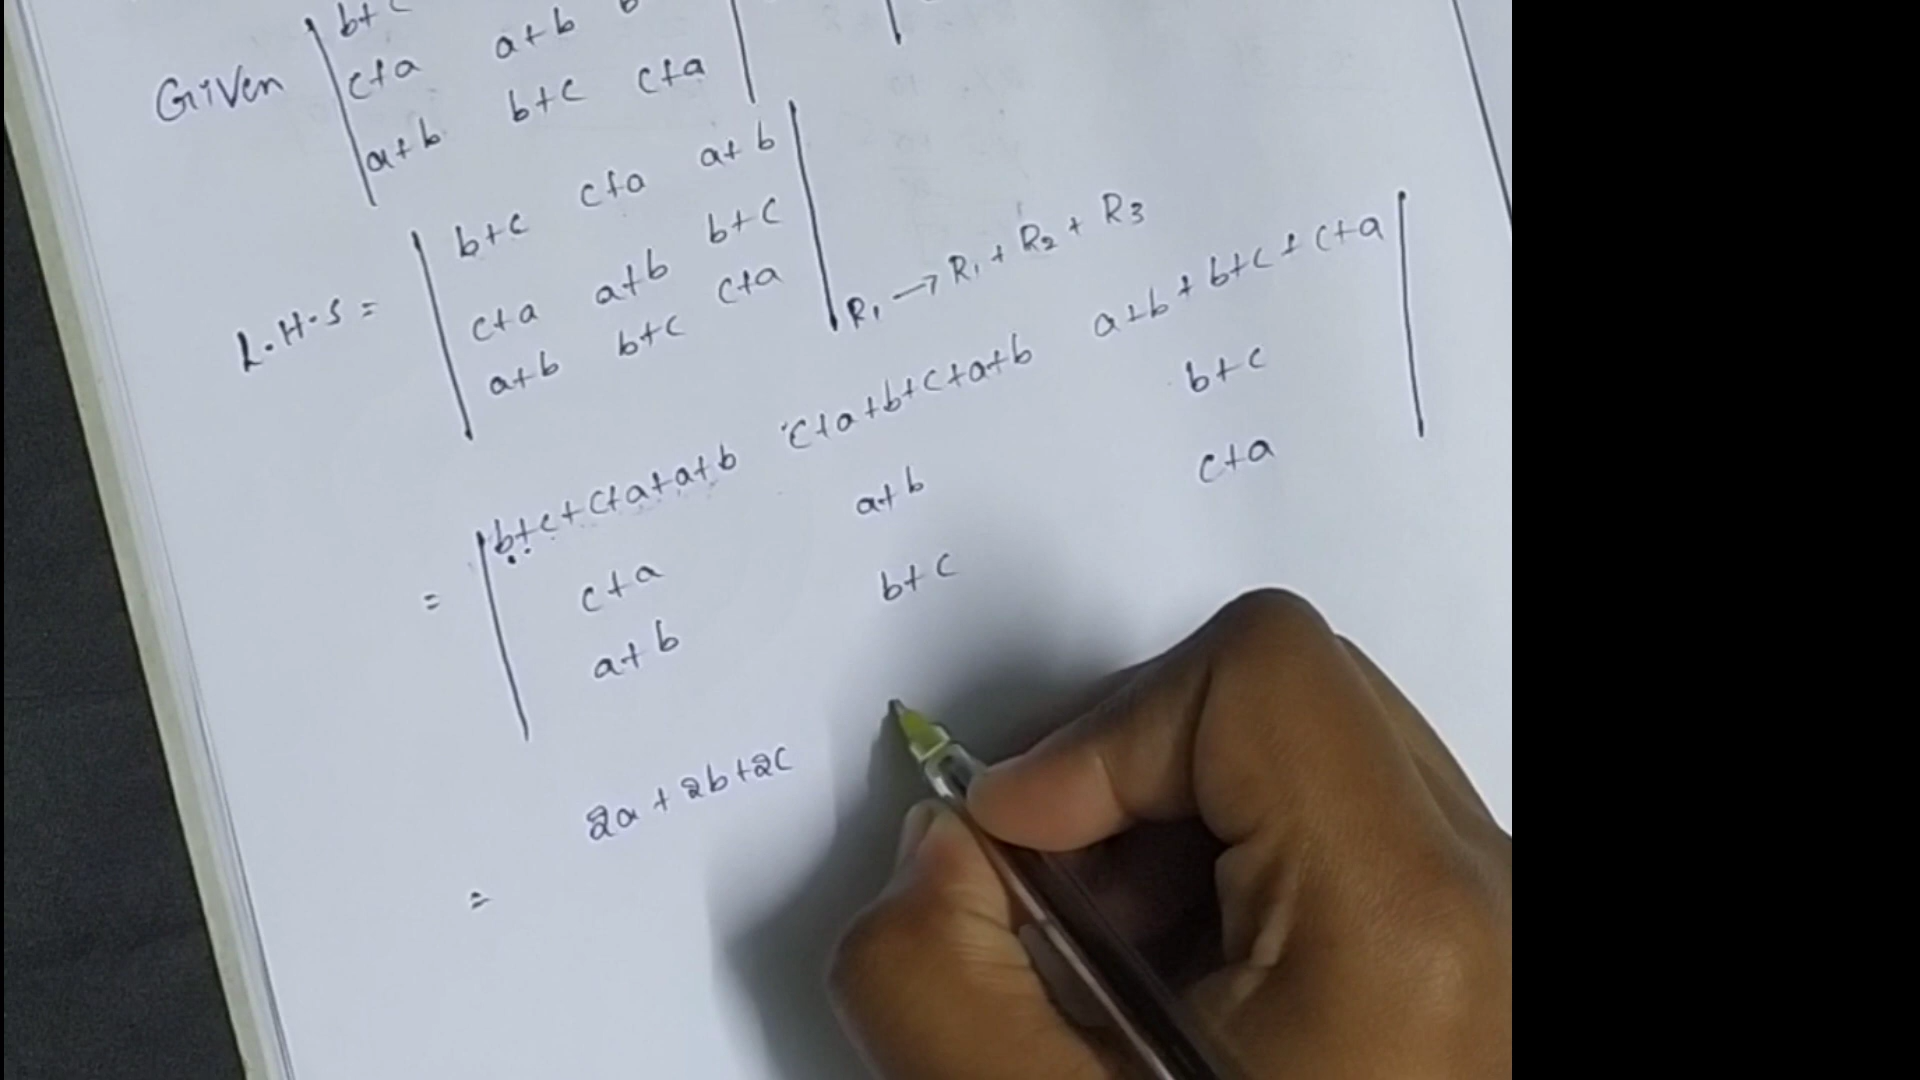 b+c
c+a a+b
Given a+b b+c c+a
b+c c+a a+b
L.H.S = c+a a+b b+c
a+b b+c c+a R₁ → R₁ + R₂ + R₃
b+c+c+a+a+b c+a+b+c+a+b a+b+b+c+c+a
= c+a a+b b+c
a+b b+c c+a
2a+2b+2c
=